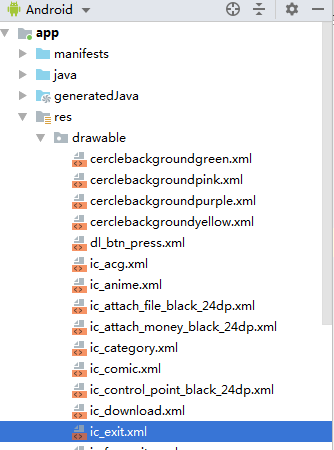 Android
app
manifests
java
generatedJava
res
drawable
cerclebackgroundgreen.xml
cerclebackgroundpink.xml
cerclebackgroundpurple.xml
cerclebackgroundyellow.xml
dl_btn_press.xml
ic_acg.xml
ic_anime.xml
ic_attach_file_black_24dp.xml
ic_attach_money_black_24dp.xml
ic_category.xml
ic_comic.xml
ic_control_point_black_24dp.xml
ic_download.xml
ic_exit.xml